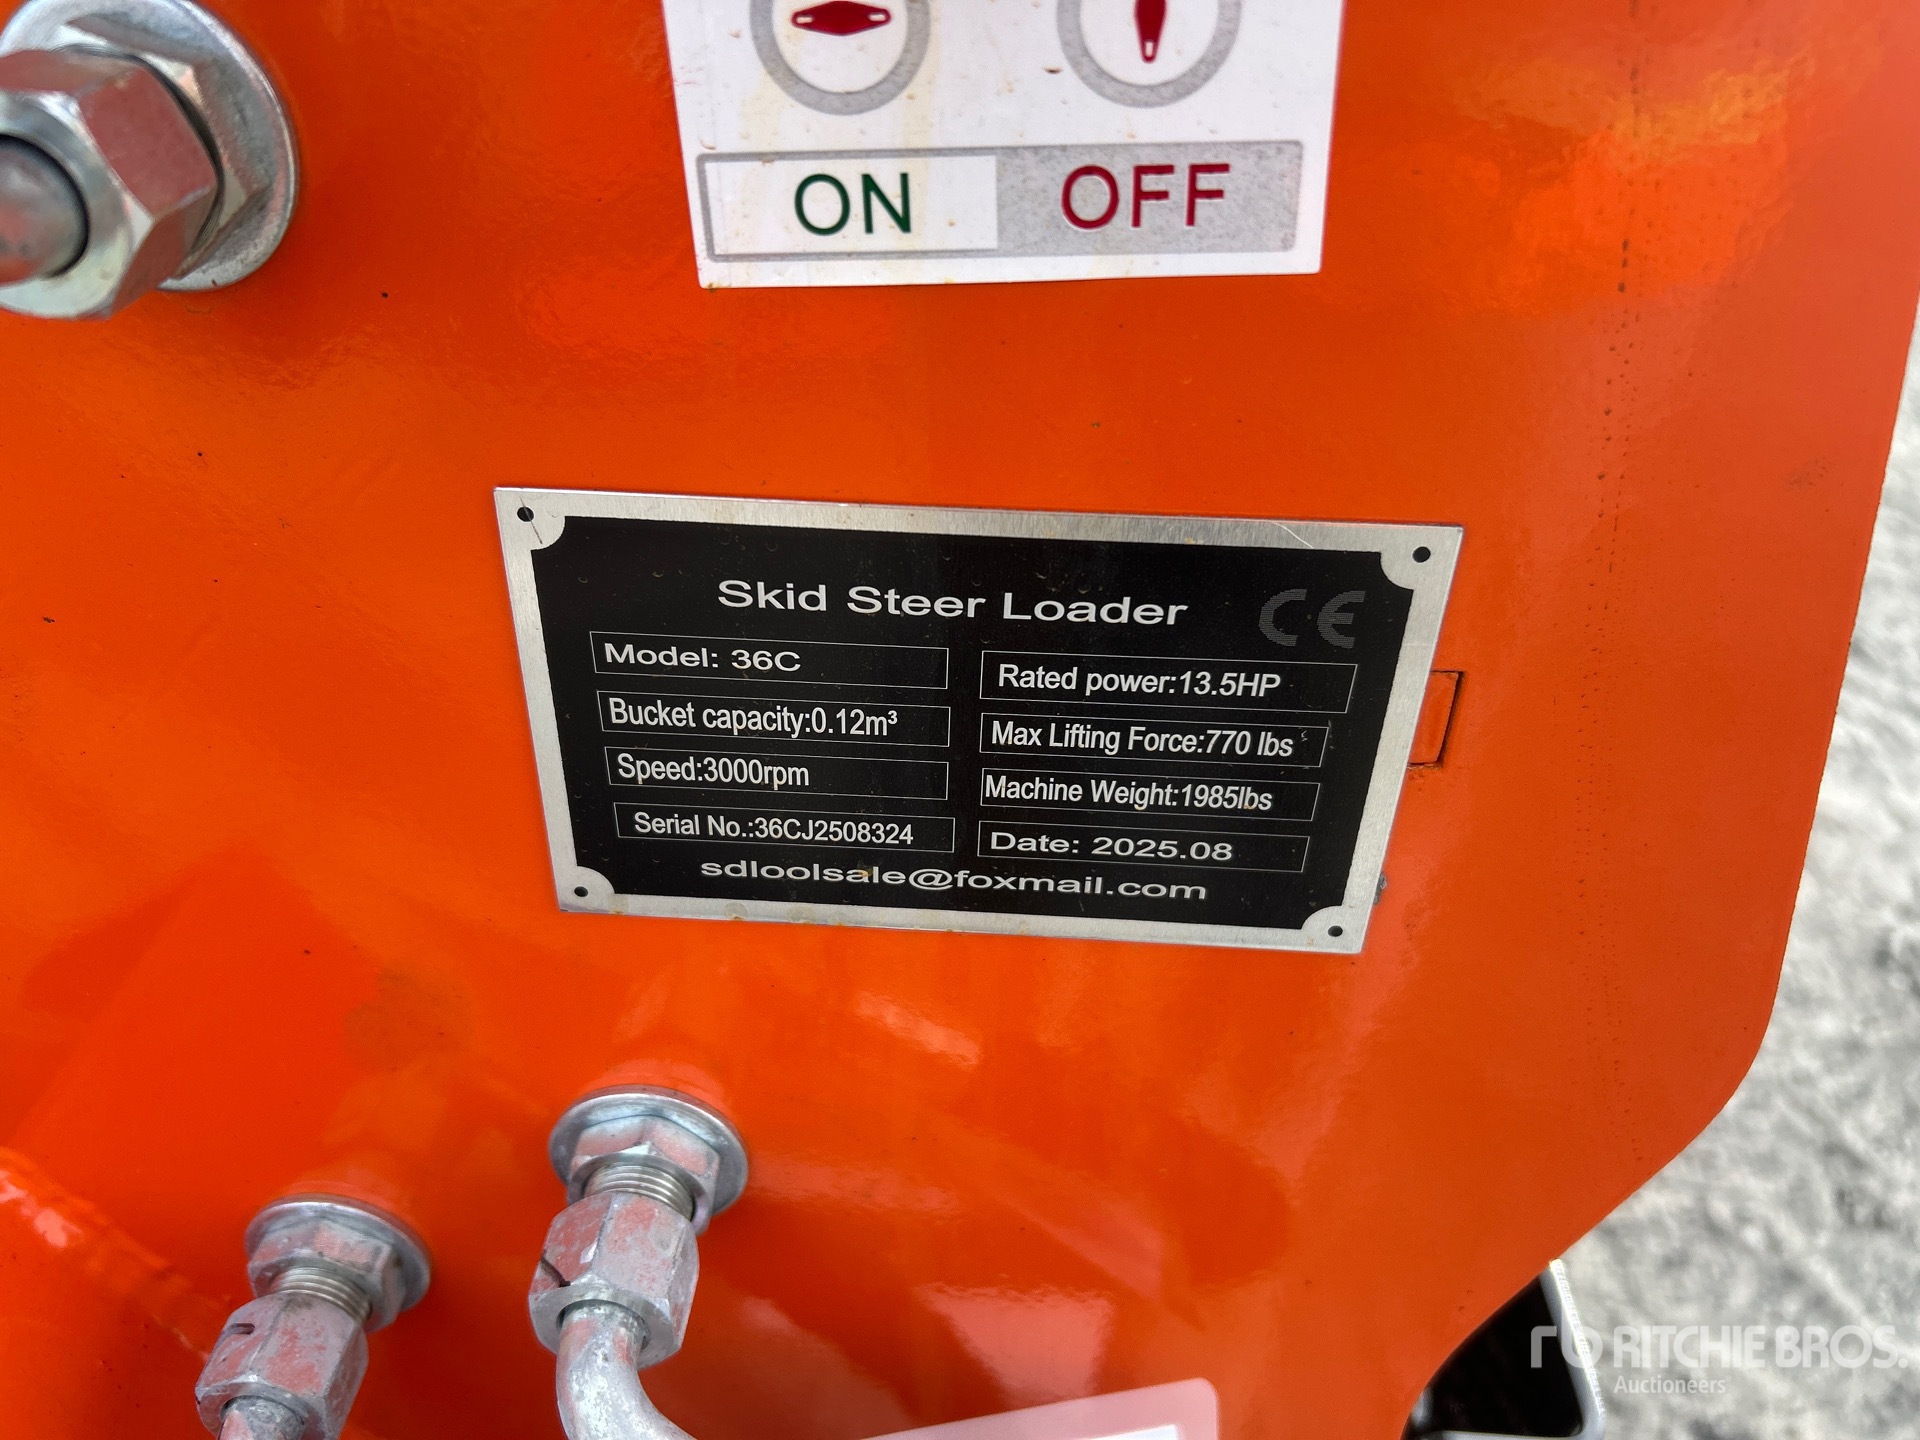 ON OFF
Skid Steer Loader CE
Model: 36C
Rated power:13.5HP
Bucket capacity:0.12m³
Max Lifting Force:770 lbs
Speed:3000rpm
Machine Weight:1985lbs
Serial No.:36CJ2508324
Date: 2025.08
sdloolsale@foxmail.com
RITCHIE BROS.
Auctioneers